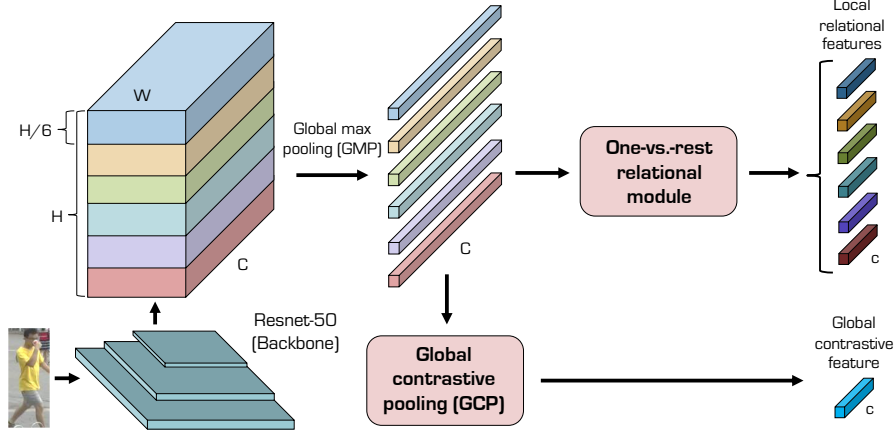 Local
relational
features
W
H/6
Global max
pooling (GMP)
One-vs.-rest
relational
module
H
C
C
c
Resnet-50
(Backbone)
Global
contrastive
pooling (GCP)
Global
contrastive
feature
c